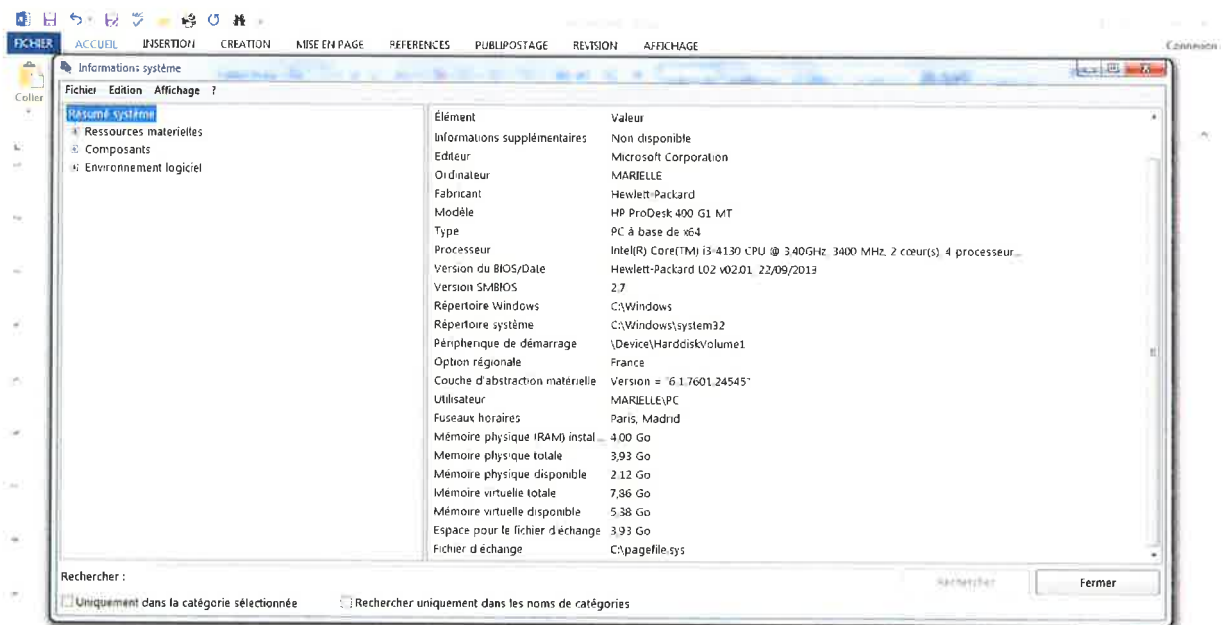 FICHIER ACCUEIL INSERTION CREATION MISE EN PAGE REFERENCES PUBLIPOSTAGE REVISION AFFICHAGE Connexion
Coller
Informations système
Fichier Edition Affichage ?
Résumé système
Ressources materielles
Composants
Environnement logiciel
Élément Valeur
Informations supplémentaires Non disponible
Editeur Microsoft Corporation
Ordinateur MARIELLE
Fabricant Hewlett-Packard
Modèle HP ProDesk 400 G1 MT
Type PC à base de x64
Processeur Intel(R) Core(TM) i3-4130 CPU @ 3.40GHz, 3400 MHz, 2 cœur(s), 4 processeur...
Version du BIOS/Date Hewlett-Packard L02 v02.01, 22/09/2013
Version SMBIOS 2.7
Répertoire Windows C:\Windows
Répertoire système C:\Windows\system32
Périphérique de démarrage \Device\HarddiskVolume1
Option régionale France
Couche d'abstraction matérielle Version = "6.1.7601.24545"
Utilisateur MARIELLE\PC
Fuseaux horaires Paris, Madrid
Mémoire physique (RAM) instal... 4,00 Go
Mémoire physique totale 3,93 Go
Mémoire physique disponible 2,12 Go
Mémoire virtuelle totale 7,86 Go
Mémoire virtuelle disponible 5,38 Go
Espace pour le fichier d'échange 3,93 Go
Fichier d'échange C:\pagefile.sys
Rechercher :
Rechercher Fermer
Uniquement dans la catégorie sélectionnée Rechercher uniquement dans les noms de catégories